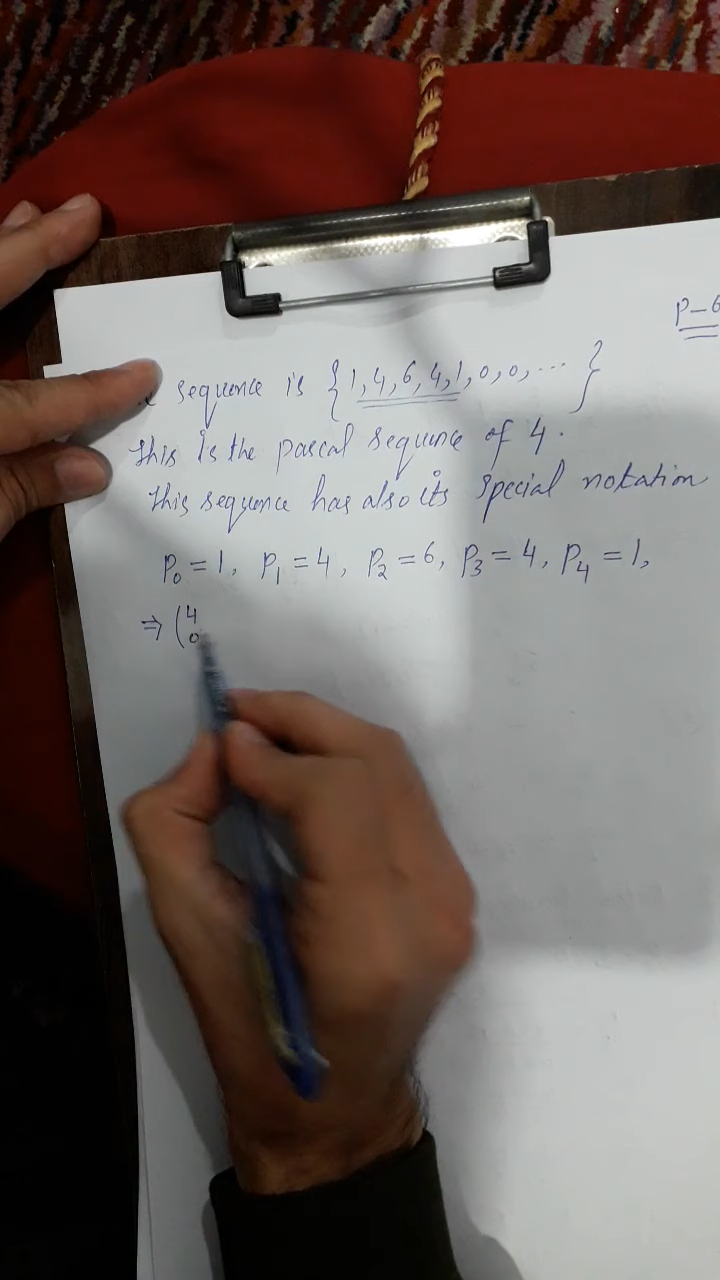 P-6
sequence is {1,4,6,4,1,0,0,...}
This is the pascal sequence of 4.
This sequence has also its special notation
P₀=1, P₁=4, P₂=6, P₃=4, P₄=1,
⇒ (4 0